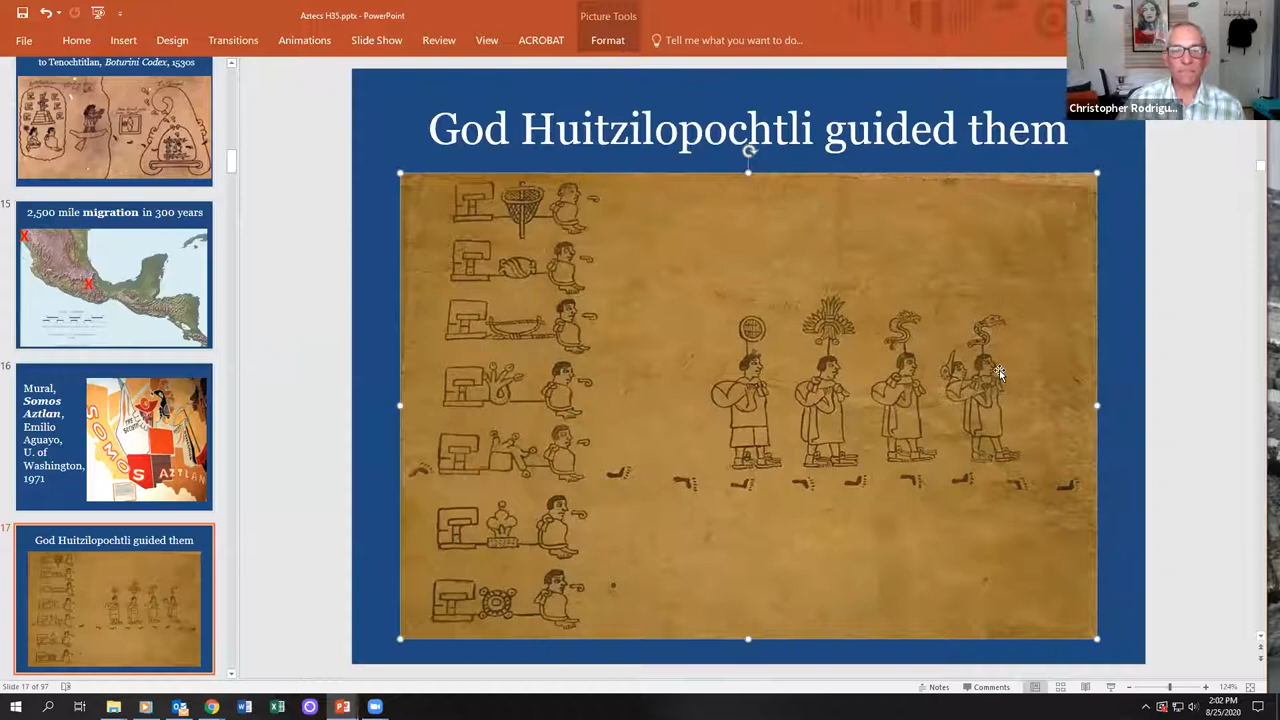 Aztecs H35.pptx - PowerPoint
Picture Tools
File
Home
Insert
Design
Transitions
Animations
Slide Show
Review
View
ACROBAT
Format
Tell me what you want to do...
Christopher Rodrigu...
to Tenochtitlan, Boturini Codex, 1530s
15
2,500 mile migration in 300 years
X
X
16
Mural,
Somos
Aztlan,
Emilio
Aguayo,
U. of
Washington,
1971
SOMOS
AZTLAN
17
God Huitzilopochtli guided them
God Huitzilopochtli guided them
Slide 17 of 97
Notes
Comments
124%
2:02 PM
8/25/2020